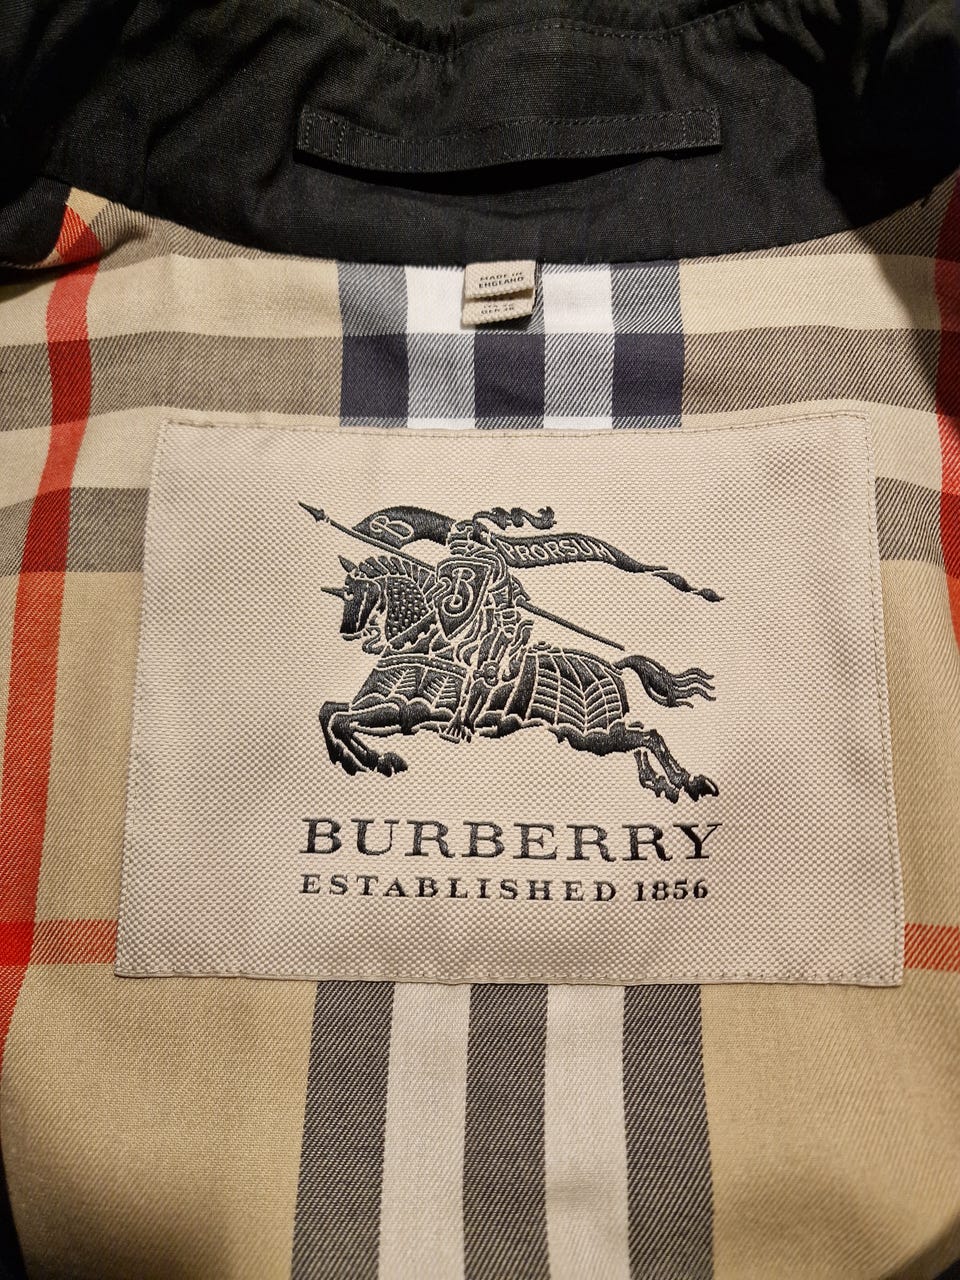 MADE IN
ENGLAND
B
PRORSUM
B
BURBERRY
ESTABLISHED 1856